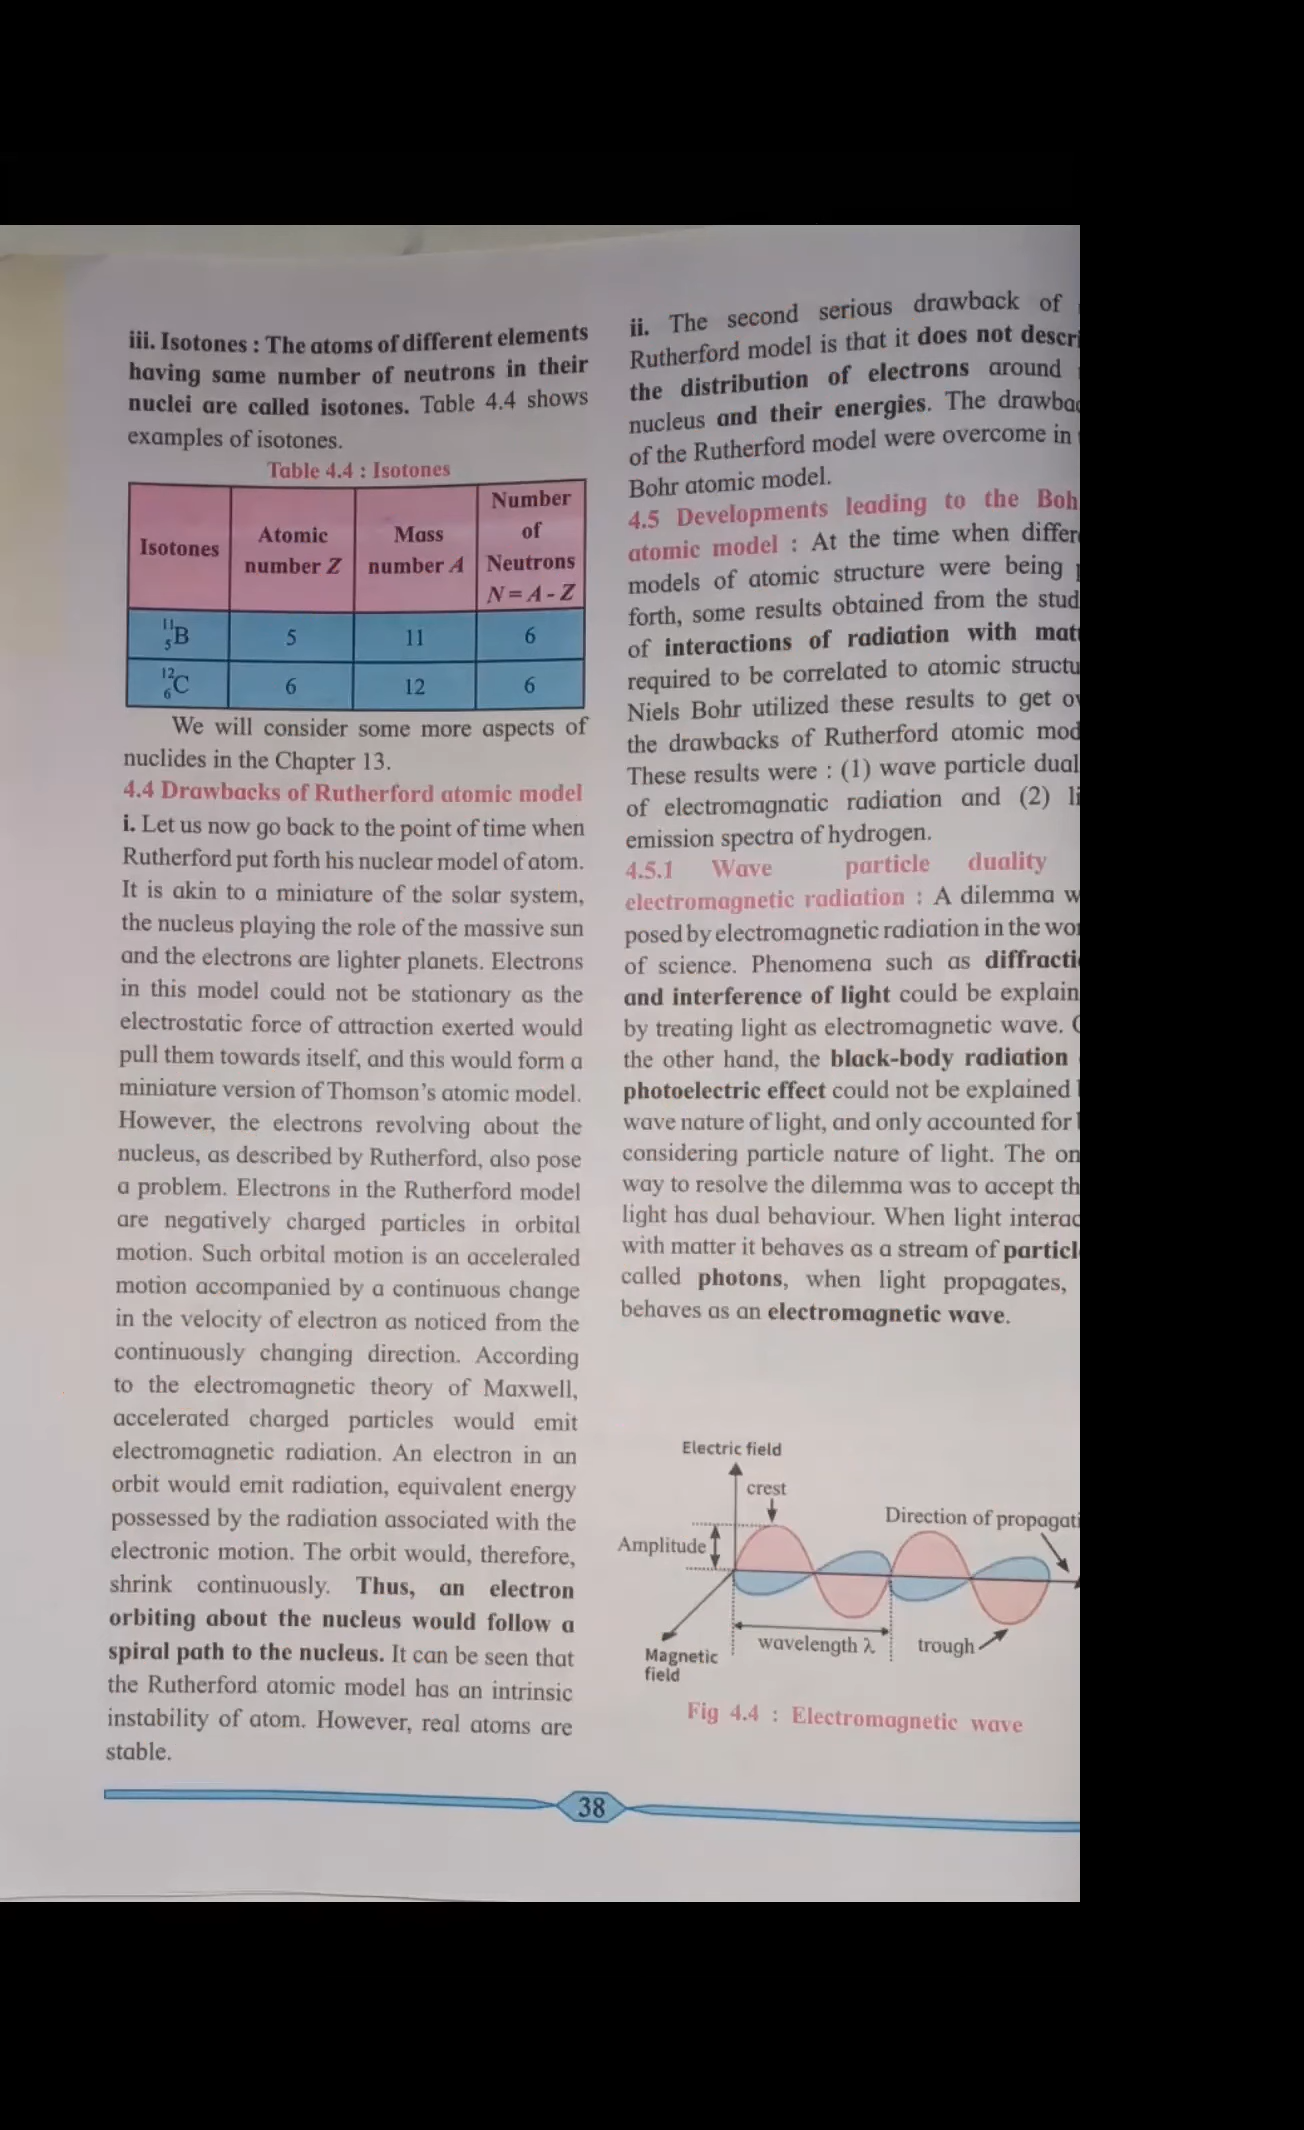 iii. Isotones : The atoms of different elements
having same number of neutrons in their
nuclei are called isotones. Table 4.4 shows
examples of isotones.
Table 4.4 : Isotones
Isotones Atomic number Z Mass number A Number of Neutrons N = A - Z
¹¹₅B 5 11 6
¹²₆C 6 12 6
We will consider some more aspects of
nuclides in the Chapter 13.
4.4 Drawbacks of Rutherford atomic model
i. Let us now go back to the point of time when
Rutherford put forth his nuclear model of atom.
It is akin to a miniature of the solar system,
the nucleus playing the role of the massive sun
and the electrons are lighter planets. Electrons
in this model could not be stationary as the
electrostatic force of attraction exerted would
pull them towards itself, and this would form a
miniature version of Thomson's atomic model.
However, the electrons revolving about the
nucleus, as described by Rutherford, also pose
a problem. Electrons in the Rutherford model
are negatively charged particles in orbital
motion. Such orbital motion is an acceleraled
motion accompanied by a continuous change
in the velocity of electron as noticed from the
continuously changing direction. According
to the electromagnetic theory of Maxwell,
accelerated charged particles would emit
electromagnetic radiation. An electron in an
orbit would emit radiation, equivalent energy
possessed by the radiation associated with the
electronic motion. The orbit would, therefore,
shrink continuously. Thus, an electron
orbiting about the nucleus would follow a
spiral path to the nucleus. It can be seen that
the Rutherford atomic model has an intrinsic
instability of atom. However, real atoms are
stable.
ii. The second serious drawback of
Rutherford model is that it does not descri
the distribution of electrons around
nucleus and their energies. The drawbac
of the Rutherford model were overcome in
Bohr atomic model.
4.5 Developments leading to the Boh
atomic model : At the time when differ
models of atomic structure were being
forth, some results obtained from the stud
of interactions of radiation with mat
required to be correlated to atomic structu
Niels Bohr utilized these results to get ov
the drawbacks of Rutherford atomic mod
These results were : (1) wave particle dual
of electromagnatic radiation and (2) li
emission spectra of hydrogen.
4.5.1 Wave particle duality
electromagnetic radiation : A dilemma w
posed by electromagnetic radiation in the wor
of science. Phenomena such as diffracti
and interference of light could be explain
by treating light as electromagnetic wave. O
the other hand, the black-body radiation
photoelectric effect could not be explained
wave nature of light, and only accounted for
considering particle nature of light. The on
way to resolve the dilemma was to accept th
light has dual behaviour. When light interac
with matter it behaves as a stream of particl
called photons, when light propagates,
behaves as an electromagnetic wave.
Electric field
crest
Direction of propagati
Amplitude
wavelength λ
trough
Magnetic
field
Fig 4.4 : Electromagnetic wave
38